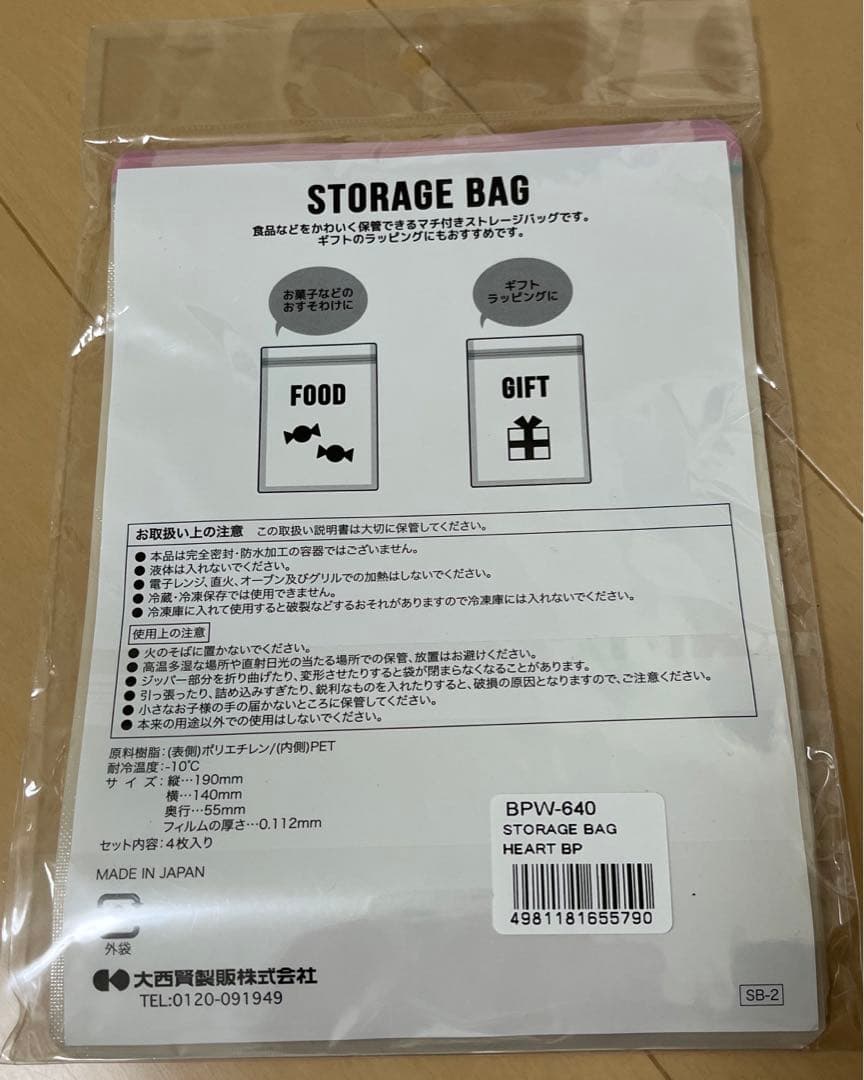 STORAGE BAG
食品などをかわいく保管できるマチ付きストレージバッグです。
ギフトのラッピングにもおすすめです。
お菓子などの
おすそわけに
ギフト
ラッピングに
FOOD
GIFT
お取扱い上の注意 この取扱い説明書は大切に保管してください。
●本品は完全密封・防水加工の容器ではございません。
●液体は入れないでください。
●電子レンジ、直火、オーブン及びグリルでの加熱はしないでください。
●冷蔵・冷凍保存では使用できません。
●冷凍庫に入れて使用すると破裂などするおそれがありますので冷凍庫には入れないでください。
使用上の注意
●火のそばに置かないでください。
●高温多湿な場所や直射日光の当たる場所での保管、放置はお避けください。
●ジッパー部分を折り曲げたり、変形させたりすると袋が閉まらなくなることがあります。
●引っ張ったり、詰め込みすぎたり、鋭利なものを入れたりすると、破損の原因となりますので、ご注意ください。
●小さなお子様の手の届かないところに保管してください。
●本来の用途以外での使用はしないでください。
原料樹脂:(表側)ポリエチレン/(内側)PET
耐冷温度:-10℃
サイズ:縦…190mm
横…140mm
奥行…55mm
フィルムの厚さ…0.112mm
セット内容:4枚入り
MADE IN JAPAN
プラ
外袋
大西賢製販株式会社
TEL:0120-091949
BPW-640
STORAGE BAG
HEART BP
4981181655790
SB-2